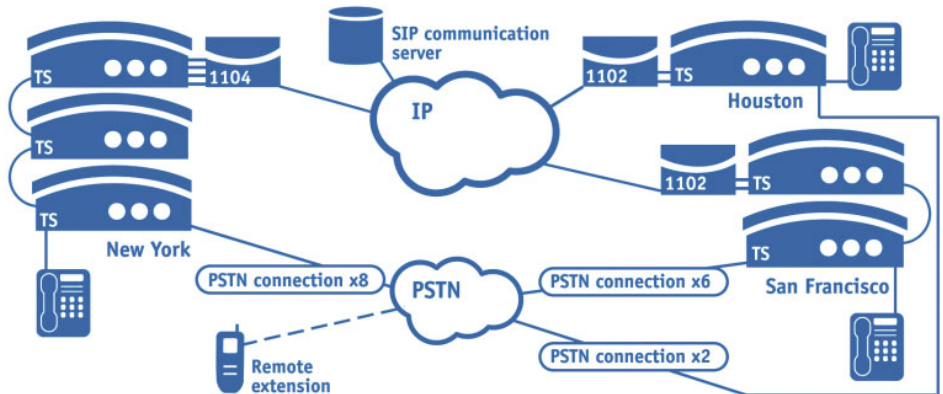 SIP communication
server
TS
1104
1102
TS
IP
Houston
TS
1102
TS
TS
TS
New York
PSTN connection x8
PSTN
PSTN connection x6
San Francisco
PSTN connection x2
Remote
extension